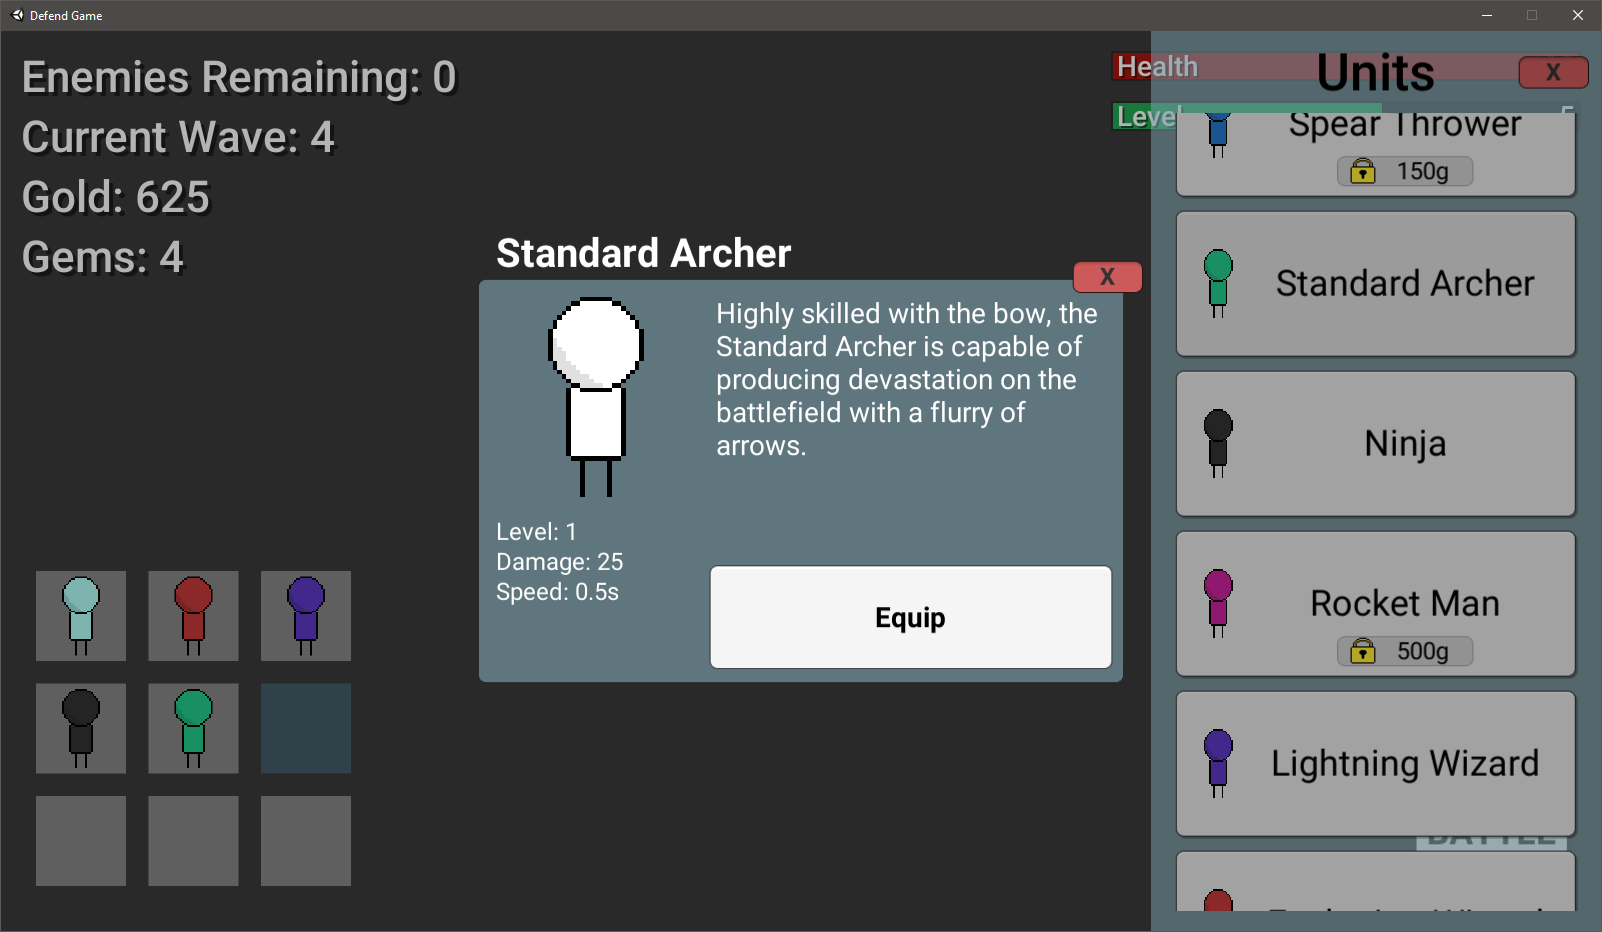 Defend Game
Enemies Remaining: 0
Current Wave: 4
Gold: 625
Gems: 4
Health
Level
Units
X
Spear Thrower
150g
Standard Archer
Ninja
Rocket Man
500g
Lightning Wizard
BATTLE
Standard Archer
X
Highly skilled with the bow, the
Standard Archer is capable of
producing devastation on the
battlefield with a flurry of
arrows.
Level: 1
Damage: 25
Speed: 0.5s
Equip